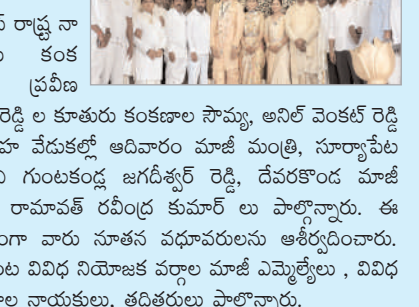 రాష్ట్ర నా
కంక
ప్రవీణ
రెడ్డి ల కూతురు కంకణాల సౌమ్య, అనిల్ వెంకట్ రెడ్డి
వేడుకల్లో ఆదివారం మాజీ మంత్రి, సూర్యాపేట
గుంటకండ్ల జగదీశ్వర్ రెడ్డి, దేవరకొండ మాజీ
రామావత్ రవీంద్ర కుమార్ లు పాల్గొన్నారు. ఈ
వారు నూతన వధూవరులను ఆశీర్వదించారు.
వివిధ నియోజక వర్గాల మాజీ ఎమ్మెల్యేలు , వివిధ
నాయకులు, తదితరులు పాల్గొన్నారు.